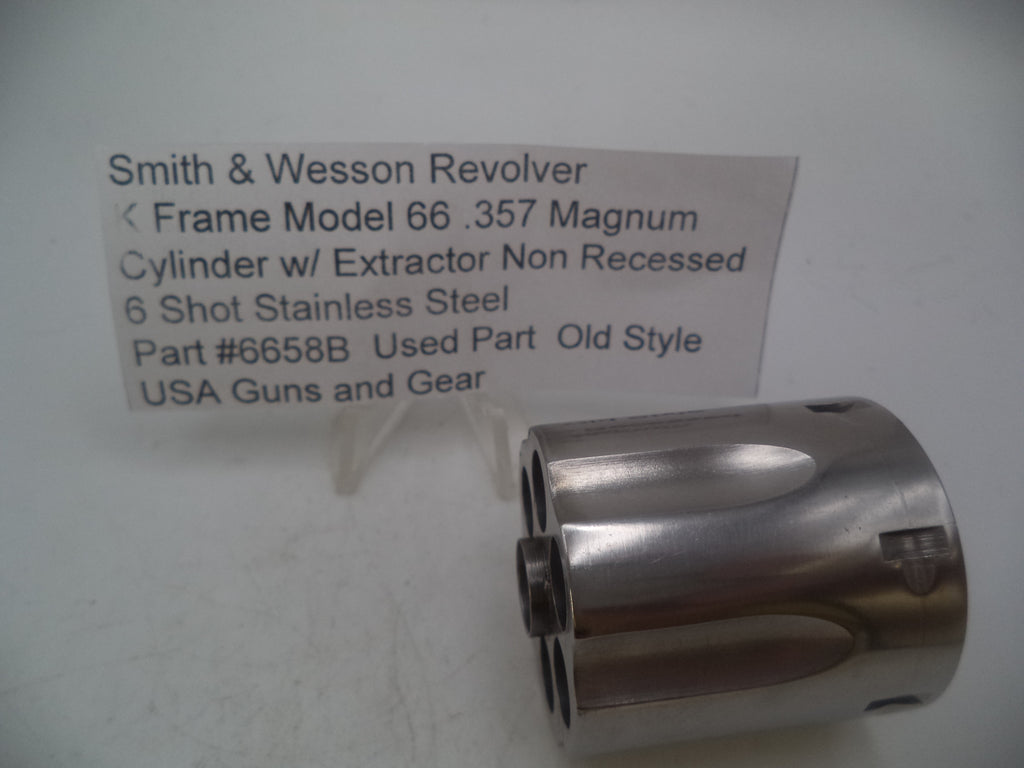 Smith & Wesson Revolver
K Frame Model 66 .357 Magnum
Cylinder w/ Extractor Non Recessed
6 Shot Stainless Steel
Part #6658B Used Part Old Style
USA Guns and Gear